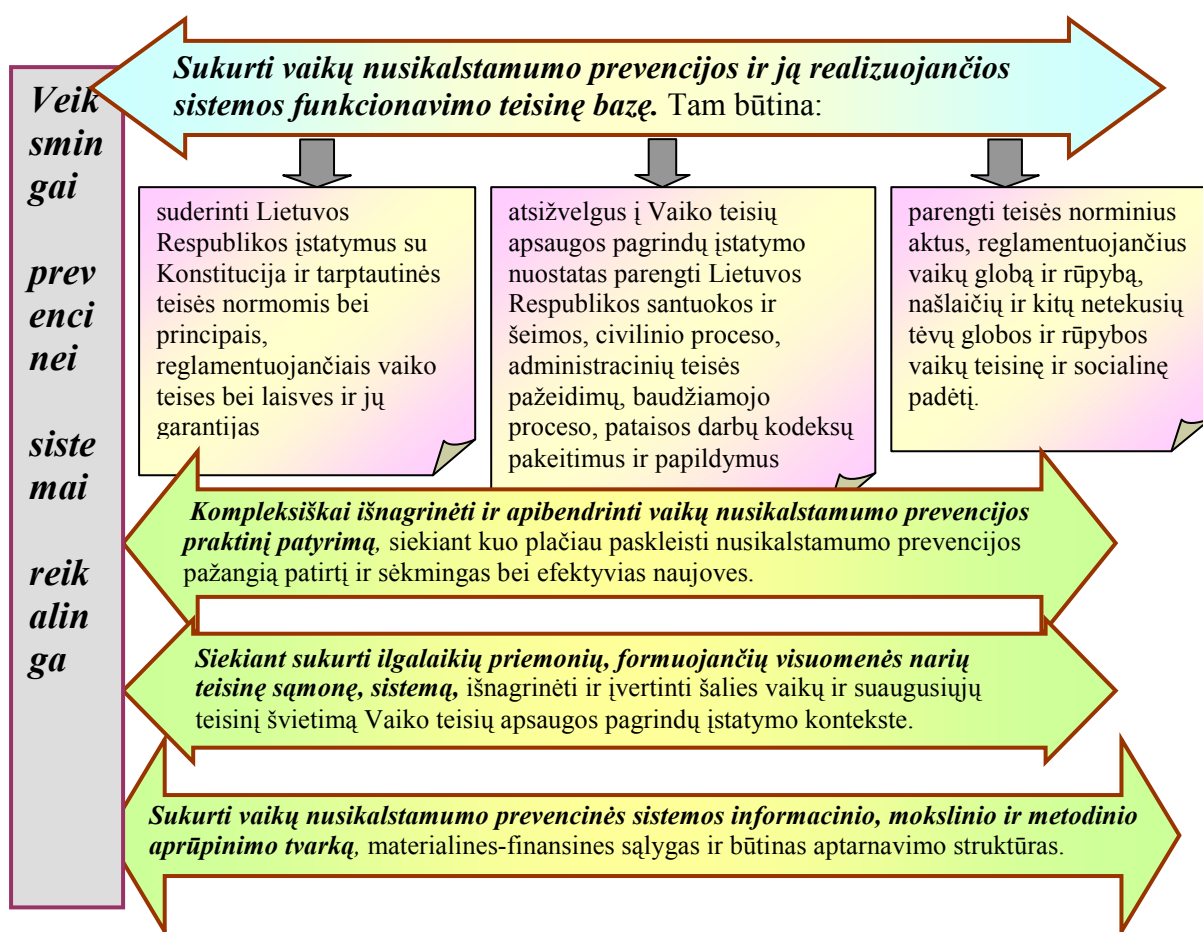 Veik
smin
gai
prev
enci
nei
siste
mai
reik
alin
ga
Sukurti vaikų nusikalstamumo prevencijos ir ją realizuojančios
sistemos funkcionavimo teisinę bazę. Tam būtina:
suderinti Lietuvos
Respublikos įstatymus su
Konstitucija ir tarptautinės
teisės normomis bei
principais,
reglamentuojančiais vaiko
teises bei laisves ir jų
garantijas
atsižvelgus į Vaiko teisių
apsaugos pagrindų įstatymo
nuostatas parengti Lietuvos
Respublikos santuokos ir
šeimos, civilinio proceso,
administracinių teisės
pažeidimų, baudžiamojo
proceso, pataisos darbų kodeksų
pakeitimus ir papildymus
parengti teisės norminius
aktus, reglamentuojančius
vaikų globą ir rūpybą,
našlaičių ir kitų netekusių
tėvų globos ir rūpybos
vaikų teisinę ir socialinę
padėtį.
Kompleksiškai išnagrinėti ir apibendrinti vaikų nusikalstamumo prevencijos
praktinį patyrimą, siekiant kuo plačiau paskleisti nusikalstamumo prevencijos
pažangią patirtį ir sėkmingas bei efektyvias naujoves.
Siekiant sukurti ilgalaikių priemonių, formuojančių visuomenės narių
teisinę sąmonę, sistemą, išnagrinėti ir įvertinti šalies vaikų ir suaugusiųjų
teisinį švietimą Vaiko teisių apsaugos pagrindų įstatymo kontekste.
Sukurti vaikų nusikalstamumo prevencinės sistemos informacinio, mokslinio ir metodinio
aprūpinimo tvarką, materialines-finansines sąlygas ir būtinas aptarnavimo struktūras.